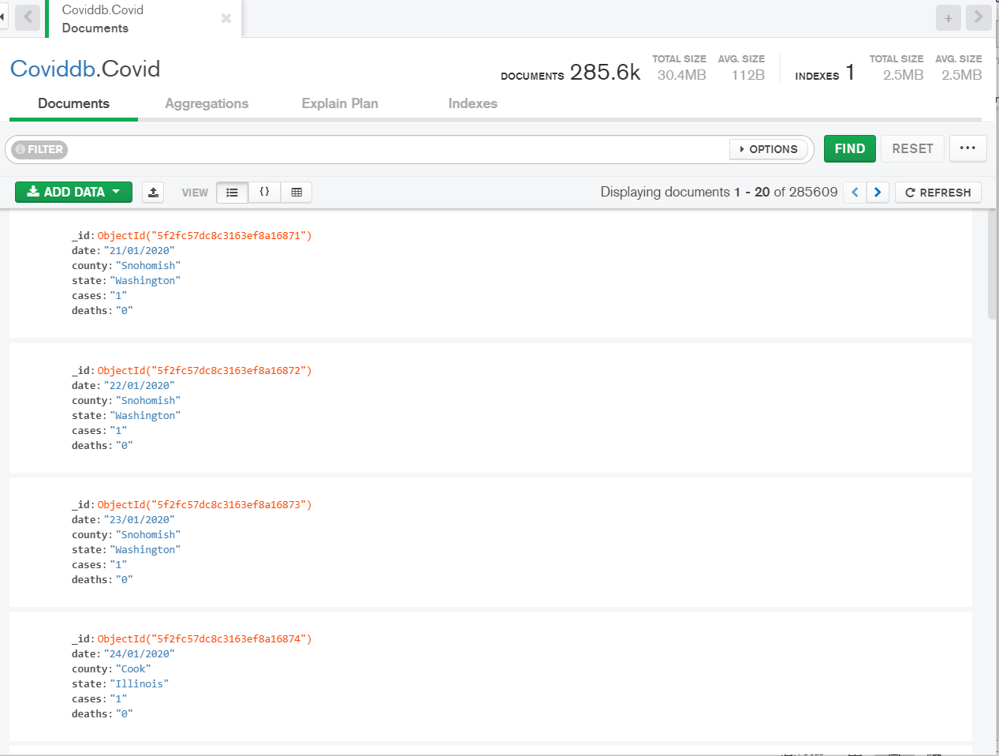 Coviddb.Covid
Documents
Coviddb.Covid
DOCUMENTS 285.6k TOTAL SIZE 30.4MB AVG. SIZE 112B INDEXES 1 TOTAL SIZE 2.5MB AVG. SIZE 2.5MB
Documents Aggregations Explain Plan Indexes
FILTER OPTIONS FIND RESET ...
ADD DATA VIEW {} Displaying documents 1 - 20 of 285609 REFRESH
_id: ObjectId("5f2fc57dc8c3163ef8a16871")
date: "21/01/2020"
county: "Snohomish"
state: "Washington"
cases: "1"
deaths: "0"
_id: ObjectId("5f2fc57dc8c3163ef8a16872")
date: "22/01/2020"
county: "Snohomish"
state: "Washington"
cases: "1"
deaths: "0"
_id: ObjectId("5f2fc57dc8c3163ef8a16873")
date: "23/01/2020"
county: "Snohomish"
state: "Washington"
cases: "1"
deaths: "0"
_id: ObjectId("5f2fc57dc8c3163ef8a16874")
date: "24/01/2020"
county: "Cook"
state: "Illinois"
cases: "1"
deaths: "0"